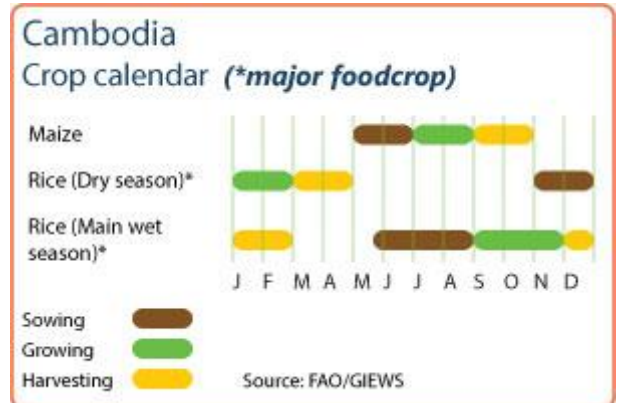 Cambodia
Crop calendar (*major foodcrop)
Maize
Rice (Dry season)*
Rice (Main wet
season)*
J F M A M J J A S O N D
Sowing
Growing
Harvesting
Source: FAO/GIEWS